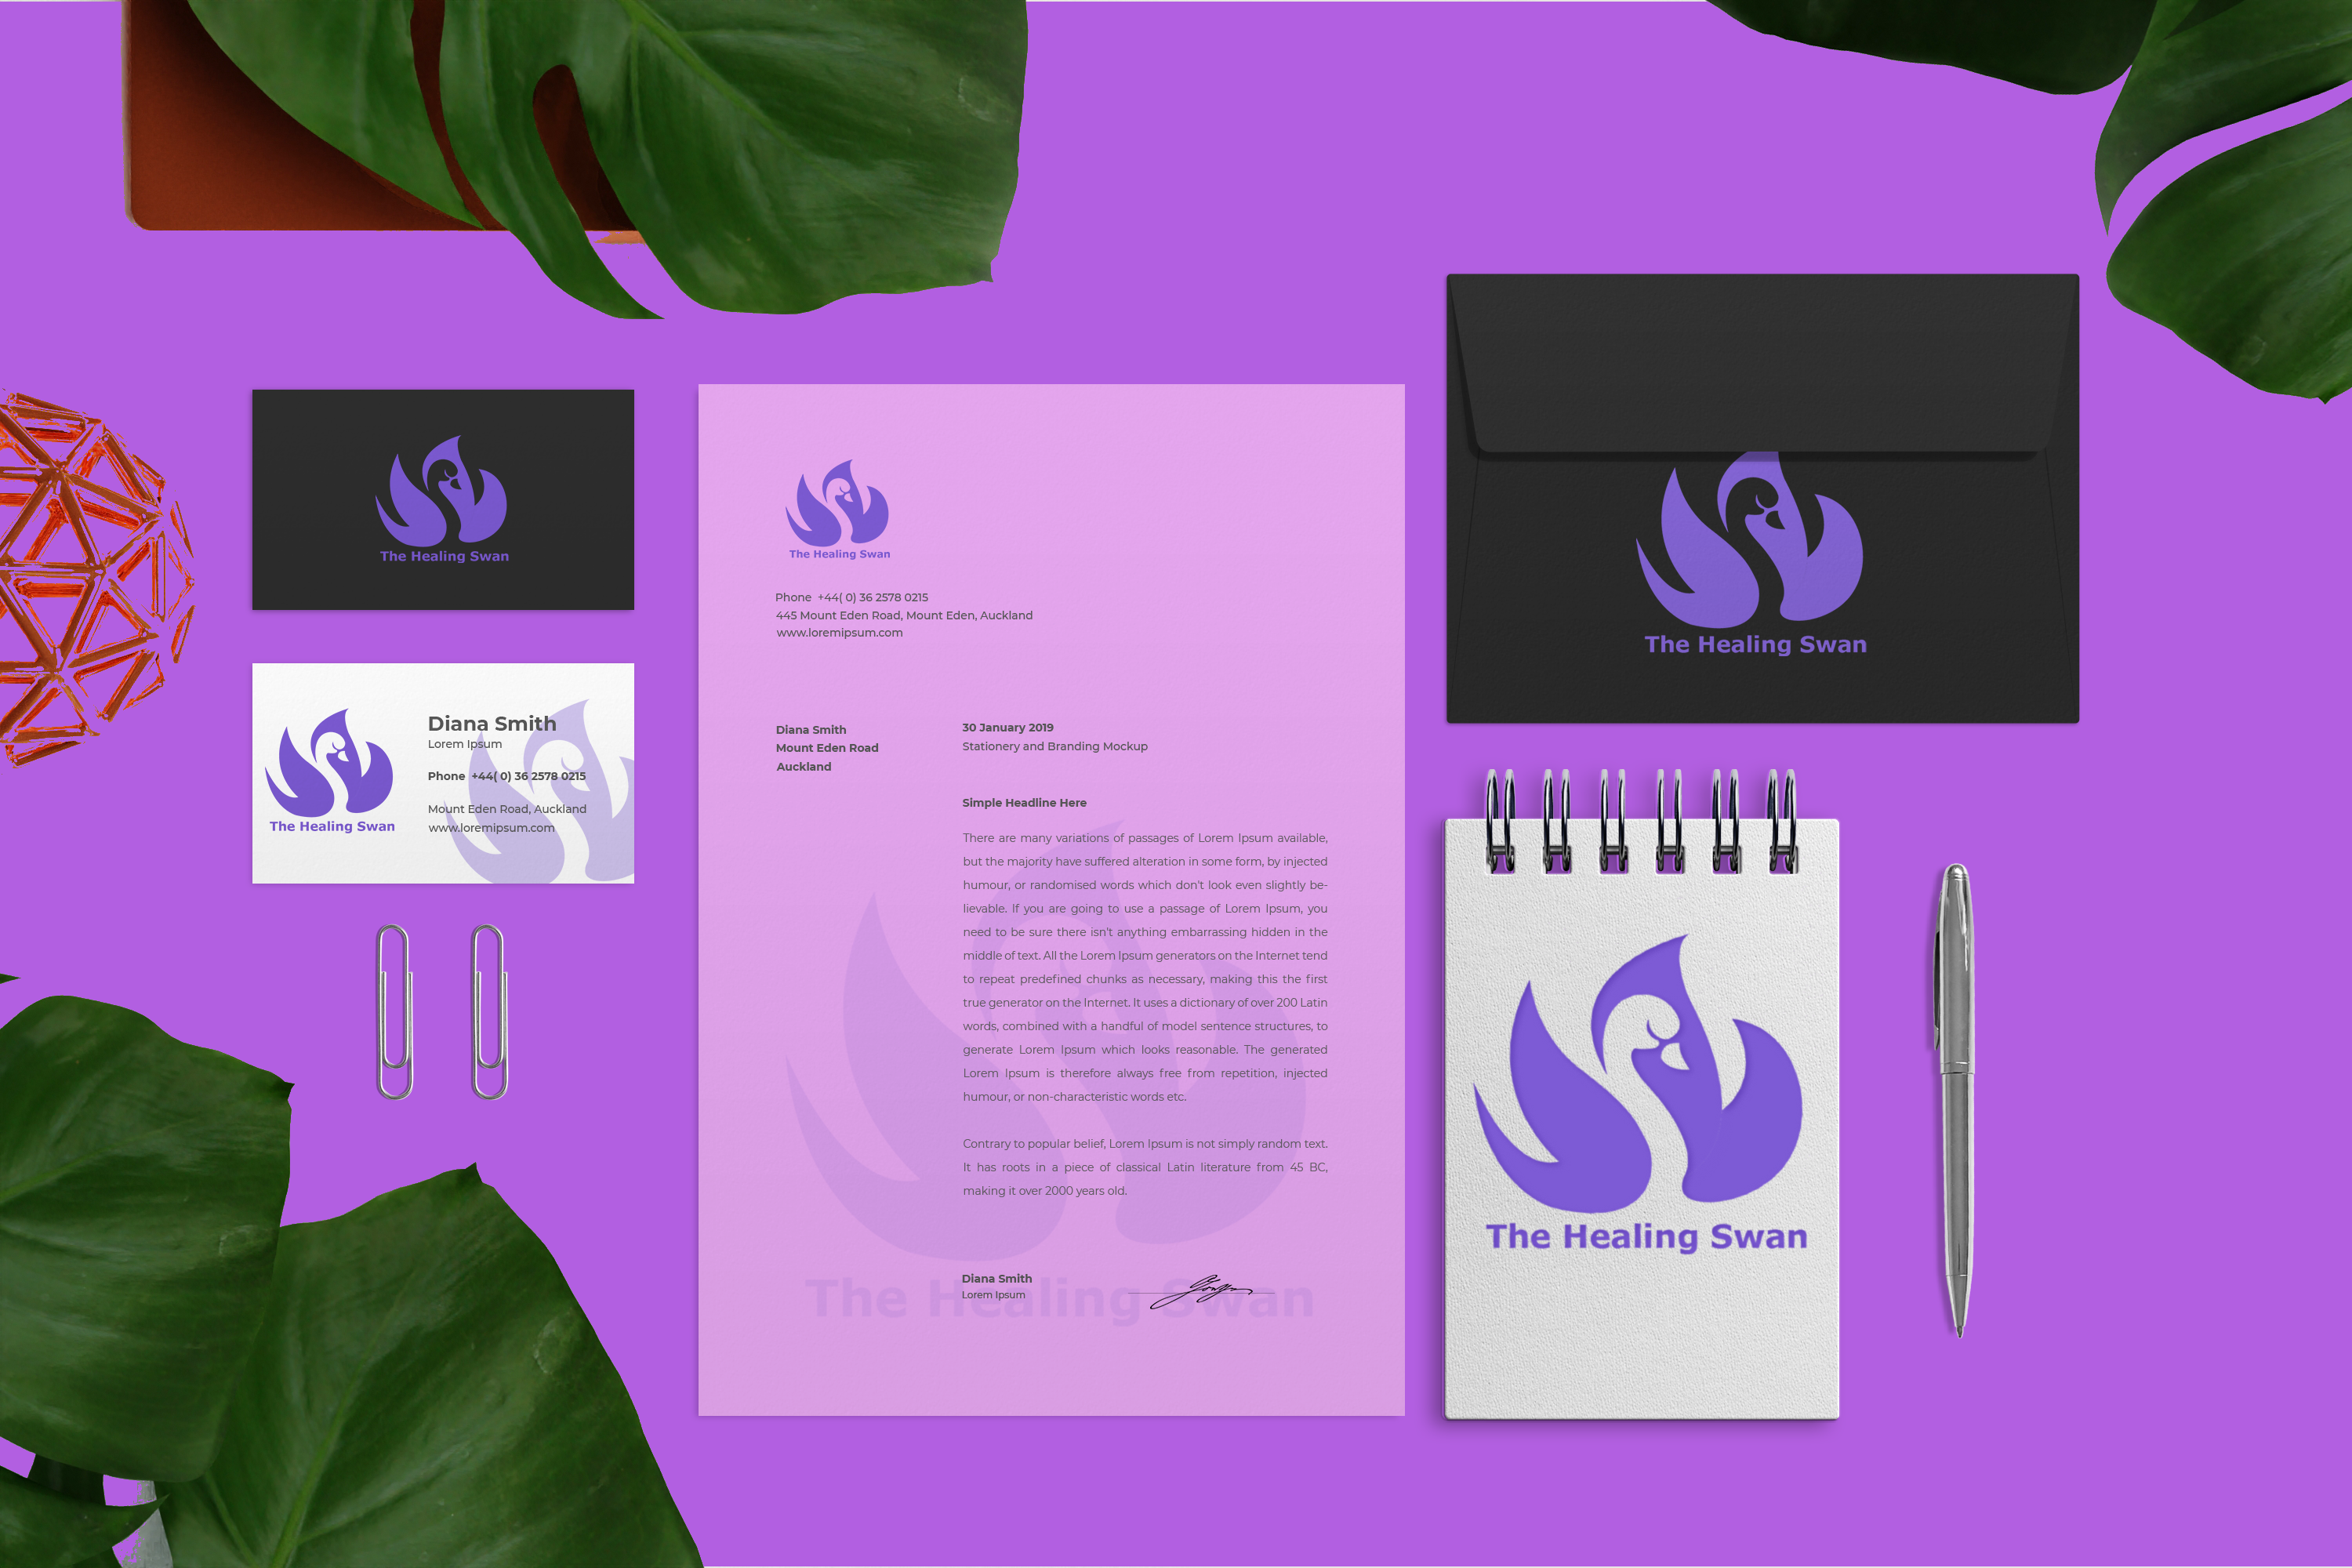 The Healing Swan
Diana Smith
Lorem Ipsum
Phone +44( 0) 36 2578 0215
Mount Eden Road, Auckland
www.loremipsum.com
The Healing Swan
The Healing Swan
Phone +44( 0) 36 2578 0215
445 Mount Eden Road, Mount Eden, Auckland
www.loremipsum.com
Diana Smith
Mount Eden Road
Auckland
30 January 2019
Stationery and Branding Mockup
Simple Headline Here
There are many variations of passages of Lorem Ipsum available,
but the majority have suffered alteration in some form, by injected
humour, or randomised words which don't look even slightly be-
lievable. If you are going to use a passage of Lorem Ipsum, you
need to be sure there isn't anything embarrassing hidden in the
middle of text. All the Lorem Ipsum generators on the Internet tend
to repeat predefined chunks as necessary, making this the first
true generator on the Internet. It uses a dictionary of over 200 Latin
words, combined with a handful of model sentence structures, to
generate Lorem Ipsum which looks reasonable. The generated
Lorem Ipsum is therefore always free from repetition, injected
humour, or non-characteristic words etc.
Contrary to popular belief, Lorem Ipsum is not simply random text.
It has roots in a piece of classical Latin literature from 45 BC,
making it over 2000 years old.
Diana Smith
Lorem Ipsum
The Healing Swan
The Healing Swan
The Healing Swan